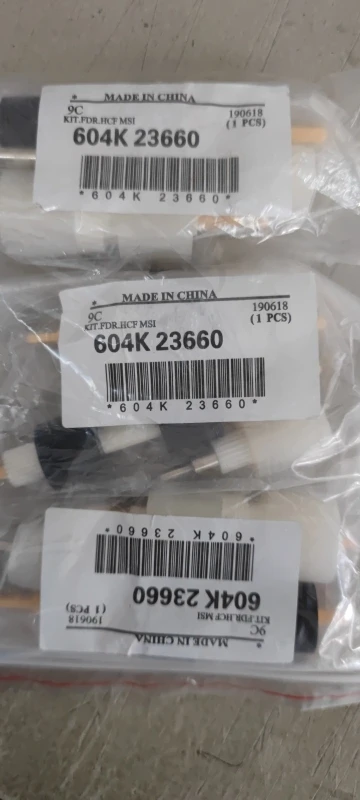 * MADE IN CHINA
9C 190618
KIT.FDR.HCF MSI (1 PCS)
604K 23660
*604K 23660*
* MADE IN CHINA
9C 190618
KIT.FDR.HCF MSI (1 PCS)
604K 23660
*604K 23660*
* MADE IN CHINA
9C 190618
KIT.FDR.HCF MSI (1 PCS)
604K 23660
*604K 23660*